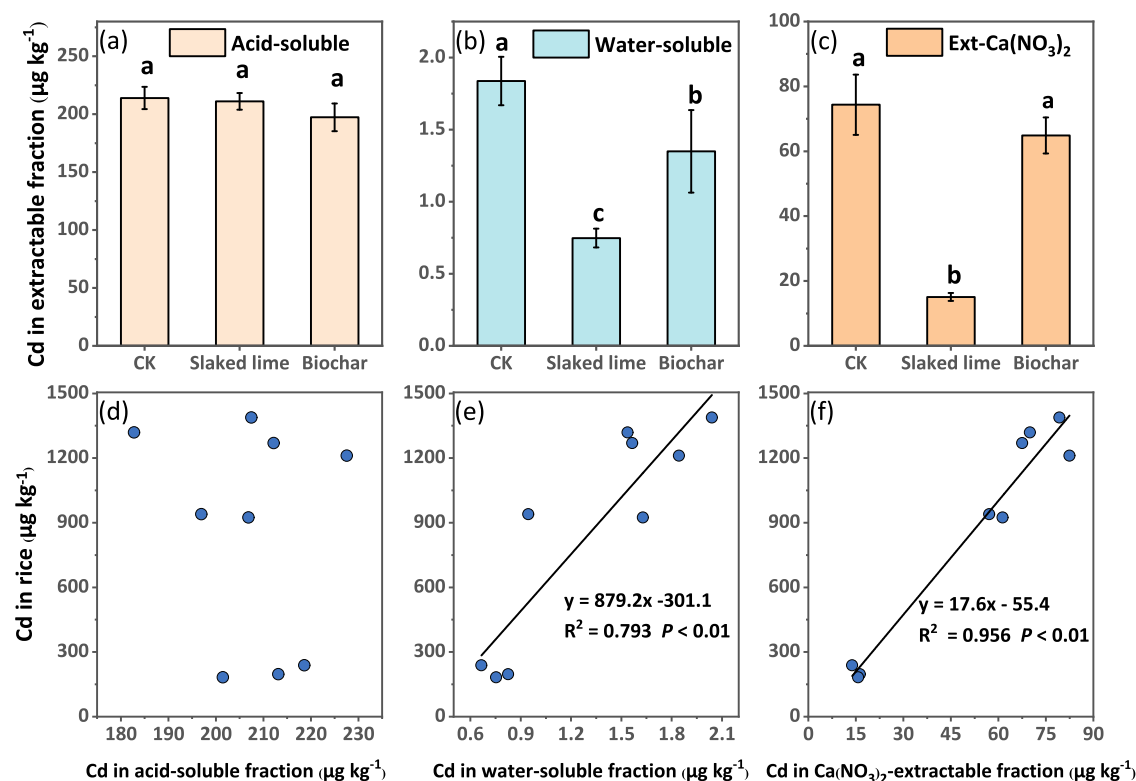 Cd in extractable fraction (µg kg⁻¹)
(a)
Acid-soluble
250
200
150
100
50
0
a
a
a
CK
Slaked lime
Biochar
(b)
Water-soluble
2.0
1.5
1.0
0.5
0.0
a
c
b
CK
Slaked lime
Biochar
(c)
Ext-Ca(NO₃)₂
100
80
60
40
20
0
a
b
a
CK
Slaked lime
Biochar
Cd in rice (µg kg⁻¹)
(d)
1500
1200
900
600
300
0
180
190
200
210
220
230
Cd in acid-soluble fraction (µg kg⁻¹)
(e)
y = 879.2x -301.1
R² = 0.793 P < 0.01
0.6
0.9
1.2
1.5
1.8
2.1
Cd in water-soluble fraction (µg kg⁻¹)
(f)
1500
1200
900
600
300
0
y = 17.6x - 55.4
R² = 0.956 P < 0.01
0
15
30
45
60
75
90
Cd in Ca(NO₃)₂-extractable fraction (µg kg⁻¹)